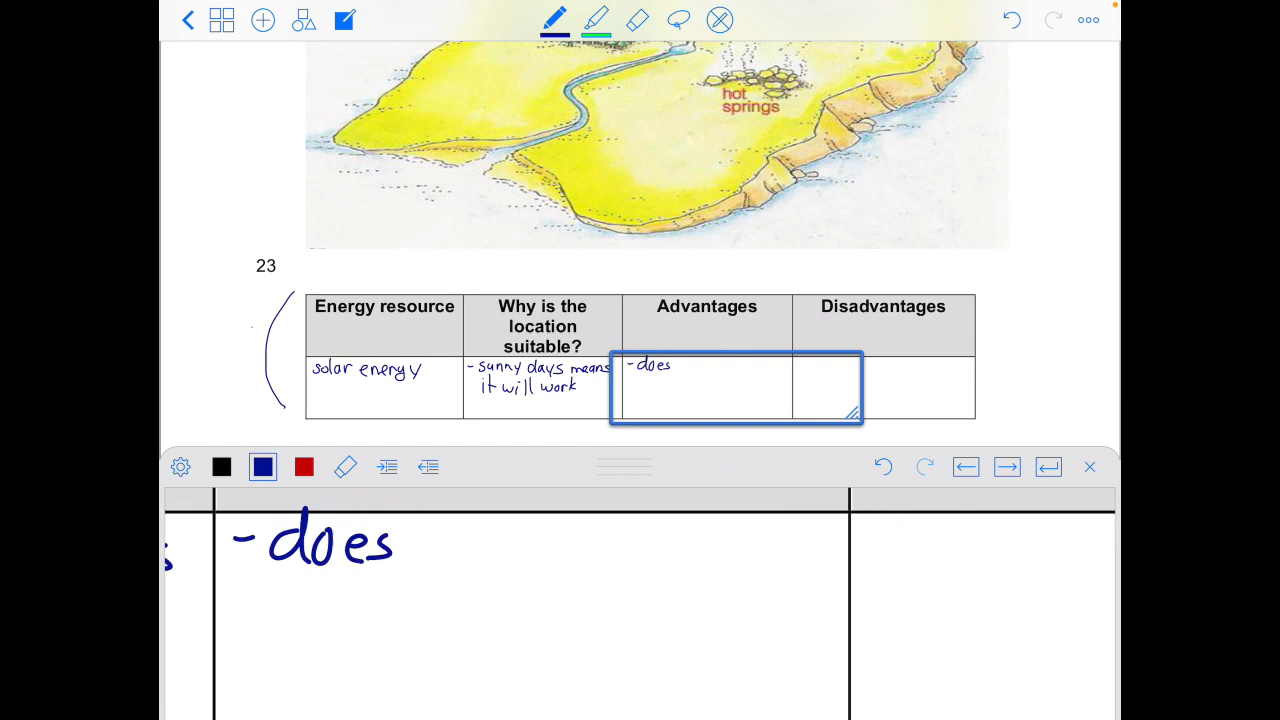 hot
springs
23
Energy resource
Why is the
location
suitable?
Advantages
Disadvantages
solar energy
- sunny days means
it will work
- does
s
- does